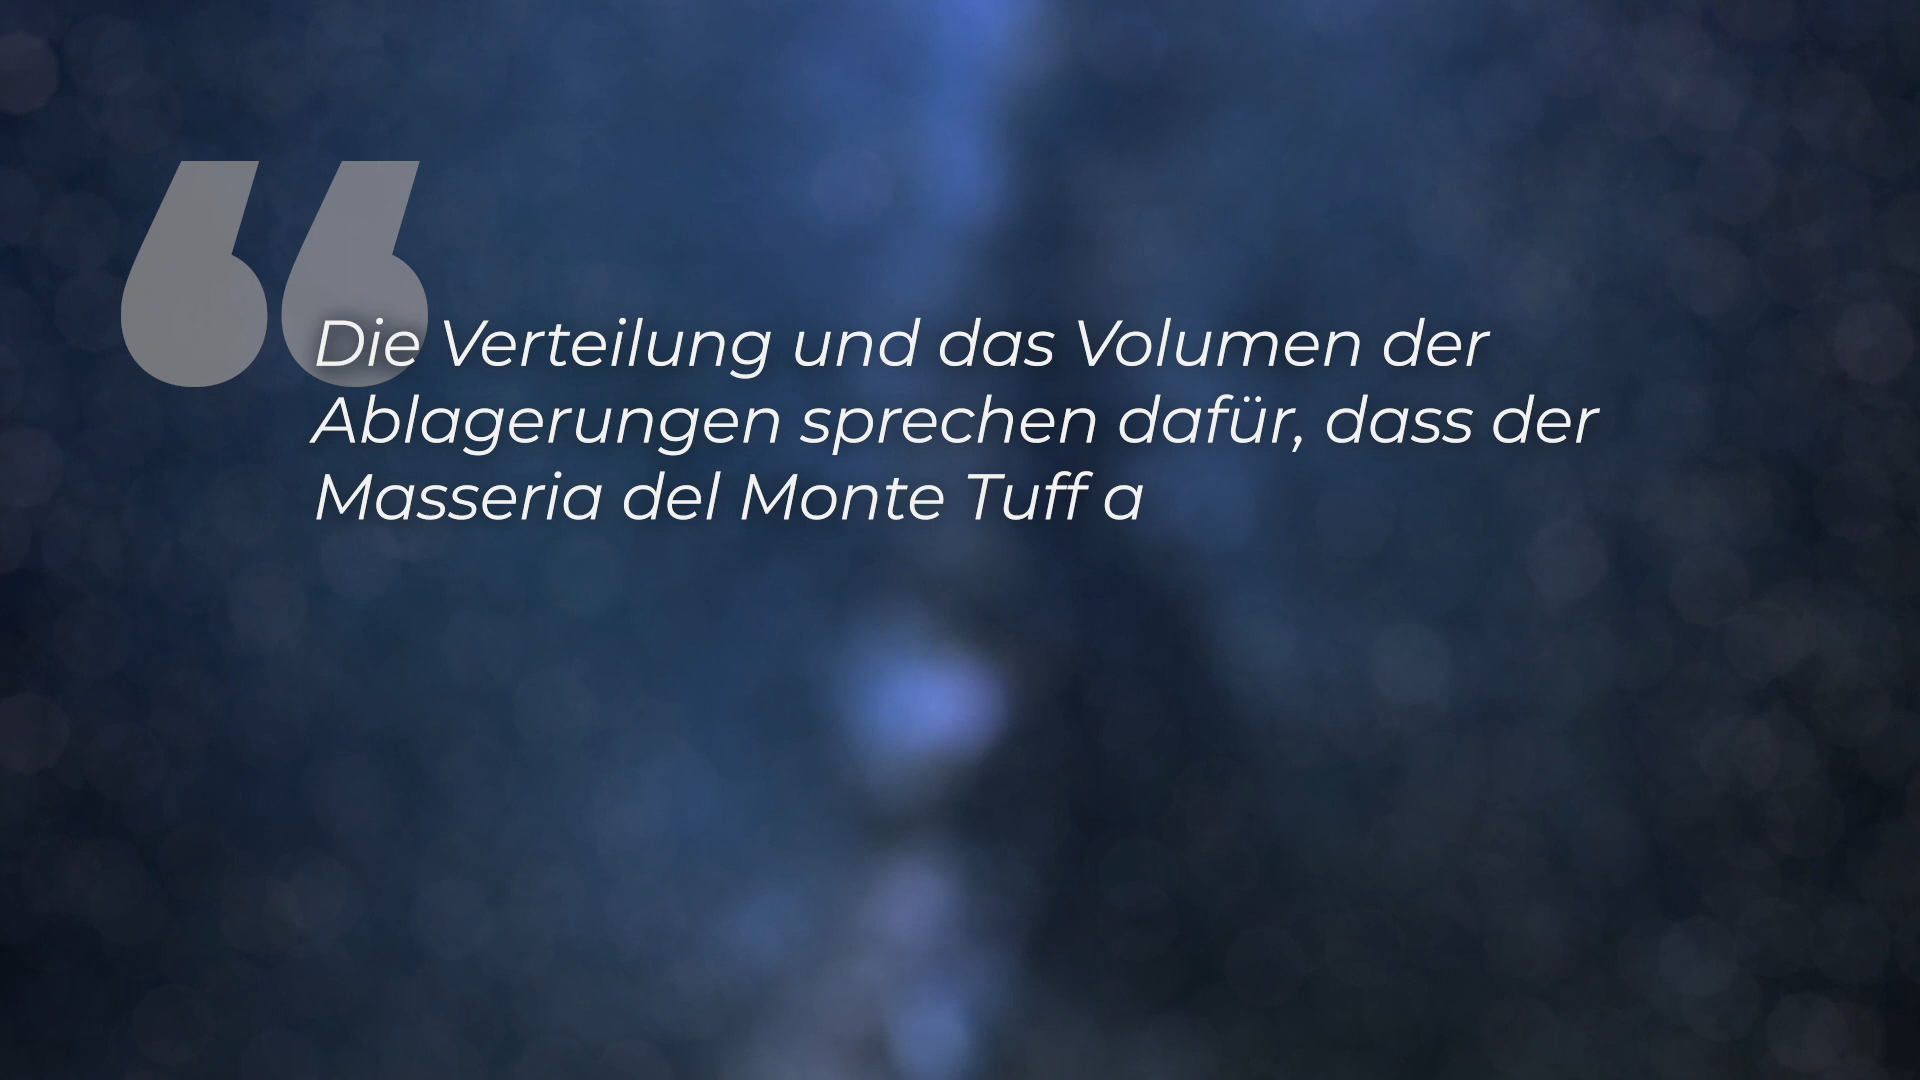 “
Die Verteilung und das Volumen der
Ablagerungen sprechen dafür, dass der
Masseria del Monte Tuff a